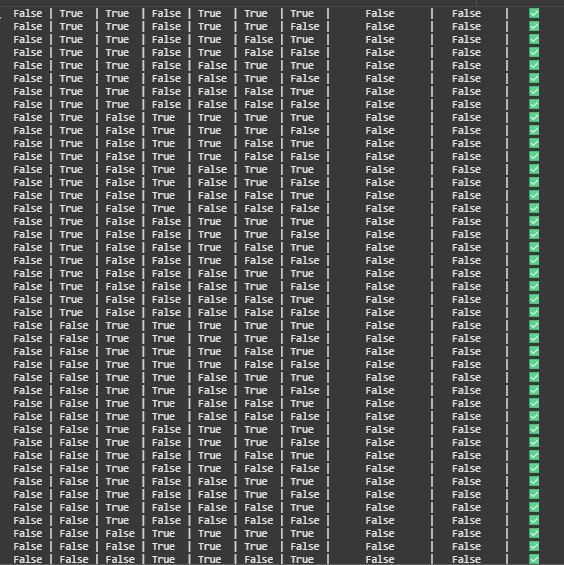 False | True | True | False | True | True | True | False | False | ✅
False | True | True | False | True | True | False | False | False | ✅
False | True | True | False | True | False | True | False | False | ✅
False | True | True | False | True | False | False | False | False | ✅
False | True | True | False | False | True | True | False | False | ✅
False | True | True | False | False | True | False | False | False | ✅
False | True | True | False | False | False | True | False | False | ✅
False | True | True | False | False | False | False | False | False | ✅
False | True | False | True | True | True | True | False | False | ✅
False | True | False | True | True | True | False | False | False | ✅
False | True | False | True | True | False | True | False | False | ✅
False | True | False | True | True | False | False | False | False | ✅
False | True | False | True | False | True | True | False | False | ✅
False | True | False | True | False | True | False | False | False | ✅
False | True | False | True | False | False | True | False | False | ✅
False | True | False | True | False | False | False | False | False | ✅
False | True | False | False | True | True | True | False | False | ✅
False | True | False | False | True | True | False | False | False | ✅
False | True | False | False | True | False | True | False | False | ✅
False | True | False | False | True | False | False | False | False | ✅
False | True | False | False | False | True | True | False | False | ✅
False | True | False | False | False | True | False | False | False | ✅
False | True | False | False | False | False | True | False | False | ✅
False | True | False | False | False | False | False | False | False | ✅
False | False | True | True | True | True | True | False | False | ✅
False | False | True | True | True | True | False | False | False | ✅
False | False | True | True | True | False | True | False | False | ✅
False | False | True | True | True | False | False | False | False | ✅
False | False | True | True | False | True | True | False | False | ✅
False | False | True | True | False | True | False | False | False | ✅
False | False | True | True | False | False | True | False | False | ✅
False | False | True | True | False | False | False | False | False | ✅
False | False | True | False | True | True | True | False | False | ✅
False | False | True | False | True | True | False | False | False | ✅
False | False | True | False | True | False | True | False | False | ✅
False | False | True | False | True | False | False | False | False | ✅
False | False | True | False | False | True | True | False | False | ✅
False | False | True | False | False | True | False | False | False | ✅
False | False | True | False | False | False | True | False | False | ✅
False | False | True | False | False | False | False | False | False | ✅
False | False | False | True | True | True | True | False | False | ✅
False | False | False | True | True | True | False | False | False | ✅
False | False | False | True | True | False | True | False | False | ✅